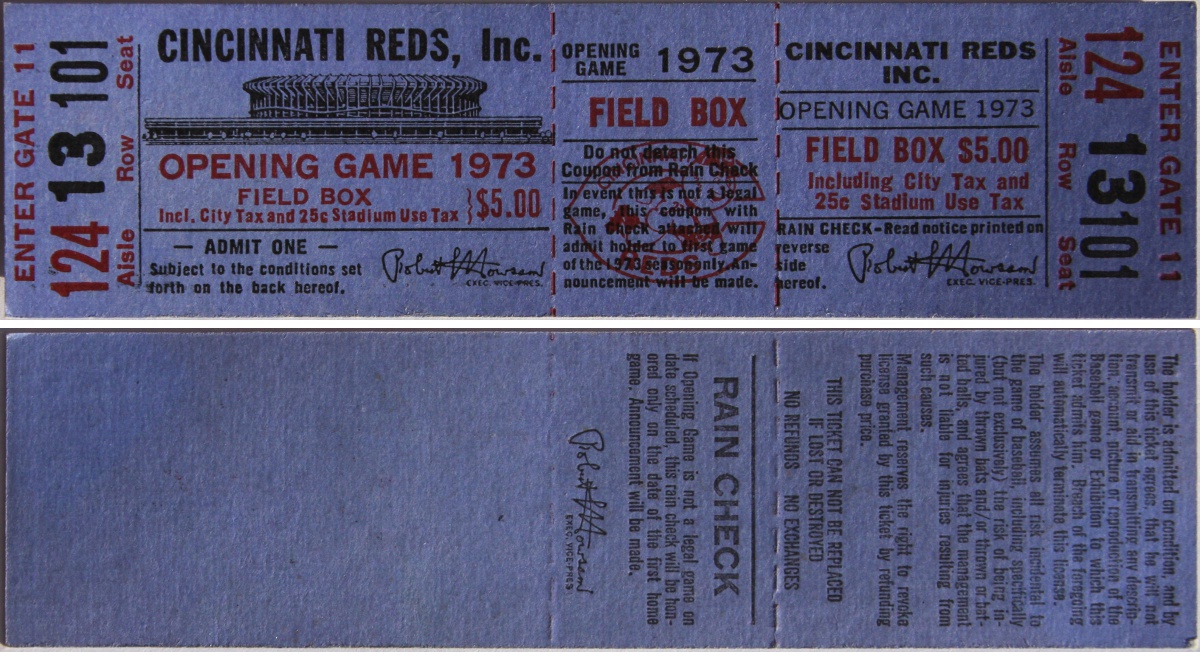 ENTER GATE 11
124 13 101
Aisle Row Seat
CINCINNATI REDS, Inc.
OPENING GAME 1973
FIELD BOX
Incl. City Tax and 25c Stadium Use Tax } $5.00
— ADMIT ONE —
Subject to the conditions set
forth on the back hereof.
Robert L Howsam
EXEC. VICE-PRES.
OPENING
GAME 1973
FIELD BOX
Do not detach this
Coupon from Rain Check
In event this is not a legal
game, this coupon with
Rain Check attached will
admit holder to first game
of the 1973 season only. An-
nouncement will be made.
REDS
CINCINNATI REDS
INC.
OPENING GAME 1973
FIELD BOX $5.00
Including City Tax and
25c Stadium Use Tax
RAIN CHECK-Read notice printed on
reverse
side
hereof.
Robert L Howsam
EXEC. VICE-PRES.
Aisle Row Seat
124 13 101
ENTER GATE 11
The holder is admitted on condition, and by
use of this ticket agrees, that he will not
transmit or aid in transmitting any descrip-
tion, account, picture or reproduction of the
Baseball game or Exhibition to which this
ticket admits him. Breach of the foregoing
will automatically terminate this license.
The holder assumes all risk incidental to
the game of baseball, including specifically
(but not exclusively) the risk of being in-
jured by thrown bats and/or thrown or bat-
ted balls, and agrees that the management
is not liable for injuries resulting from
such causes.
Management reserves the right to revoke
license granted by this ticket by refunding
purchase price.
THIS TICKET CAN NOT BE REPLACED
IF LOST OR DESTROYED
NO REFUNDS NO EXCHANGES
RAIN CHECK
If Opening Game is not a legal game on
date scheduled, this rain check will be hon-
ored only on the date of the first home
game. Announcement will be made.
Robert L Howsam
EXEC. VICE-PRES